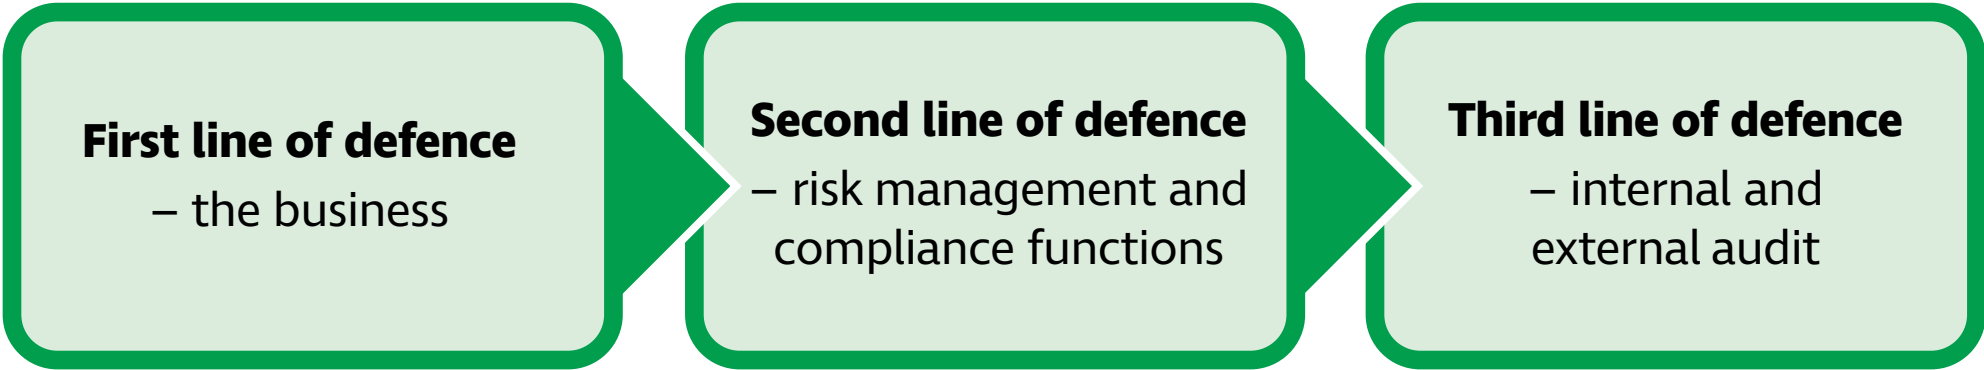 First line of defence
– the business
Second line of defence
– risk management and
compliance functions
Third line of defence
– internal and
external audit